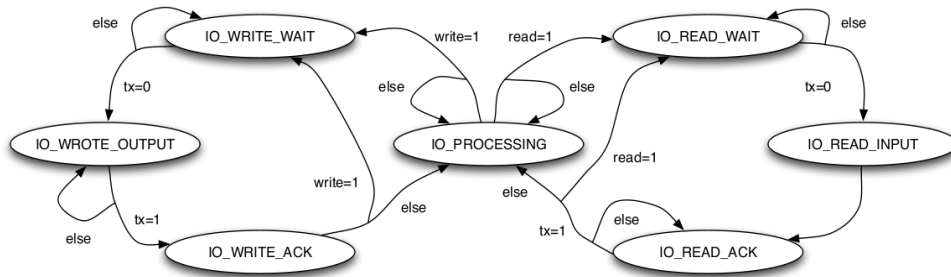 else
IO_WRITE_WAIT
write=1
read=1
IO_READ_WAIT
else
tx=0
else
else
tx=0
IO_WROTE_OUTPUT
IO_PROCESSING
IO_READ_INPUT
else
tx=1
write=1
else
else
read=1
tx=1
else
IO_WRITE_ACK
IO_READ_ACK